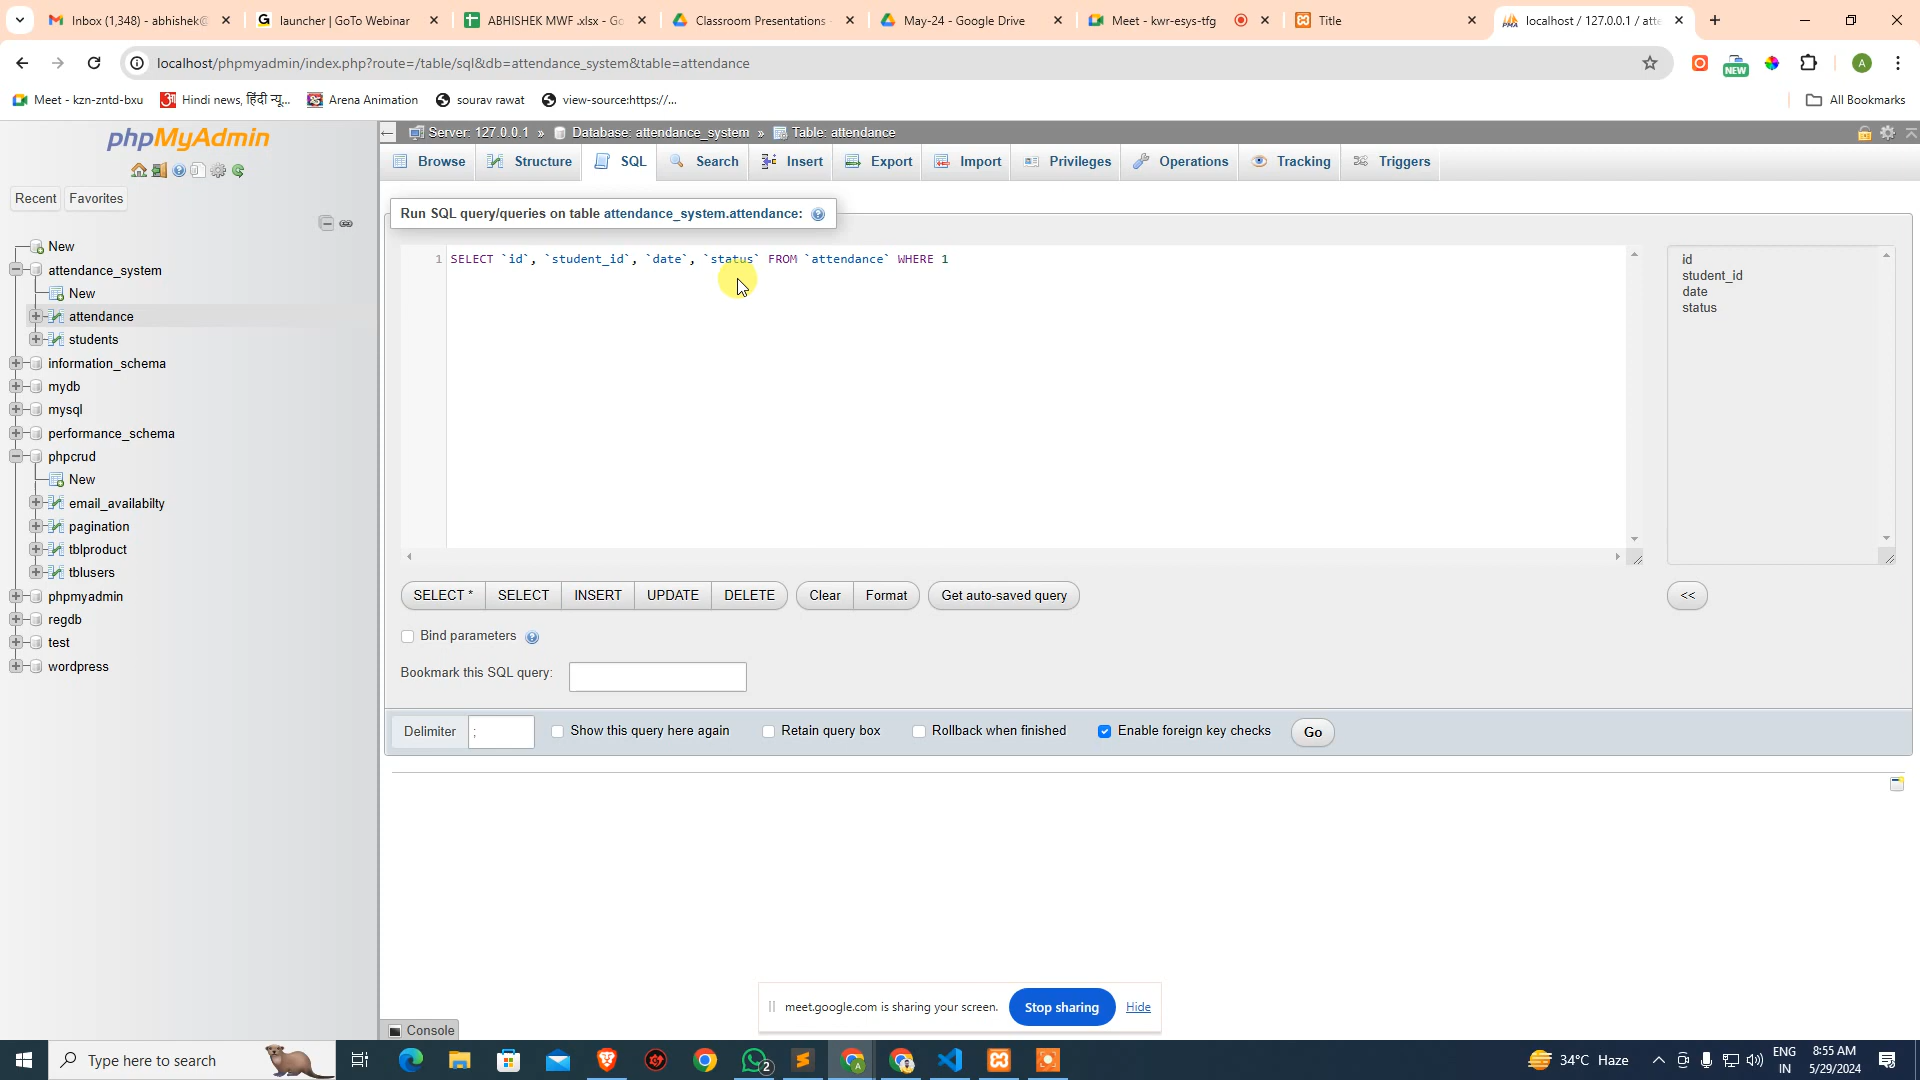 Inbox (1,348) - abhishek@
launcher | GoTo Webinar
ABHISHEK MWF .xlsx - Go
Classroom Presentations -
May-24 - Google Drive
Meet - kwr-esys-tfg
Title
localhost / 127.0.0.1 / atte
localhost/phpmyadmin/index.php?route=/table/sql&db=attendance_system&table=attendance
NEW
A
Meet - kzn-zntd-bxu
Hindi news, हिंदी न्यू...
Arena Animation
sourav rawat
view-source:https://...
All Bookmarks
phpMyAdmin
Recent
Favorites
New
attendance_system
New
attendance
students
information_schema
mydb
mysql
performance_schema
phpcrud
New
email_availabilty
pagination
tblproduct
tblusers
phpmyadmin
regdb
test
wordpress
Server: 127.0.0.1 » Database: attendance_system » Table: attendance
Browse
Structure
SQL
Search
Insert
Export
Import
Privileges
Operations
Tracking
Triggers
Run SQL query/queries on table attendance_system.attendance:
1 SELECT `id`, `student_id`, `date`, `status` FROM `attendance` WHERE 1
id
student_id
date
status
SELECT *
SELECT
INSERT
UPDATE
DELETE
Clear
Format
Get auto-saved query
<<
Bind parameters
Bookmark this SQL query:
Delimiter
;
Show this query here again
Retain query box
Rollback when finished
Enable foreign key checks
Go
meet.google.com is sharing your screen.
Stop sharing
Hide
Console
Type here to search
2
A
34°C Haze
ENG
IN
8:55 AM
5/29/2024